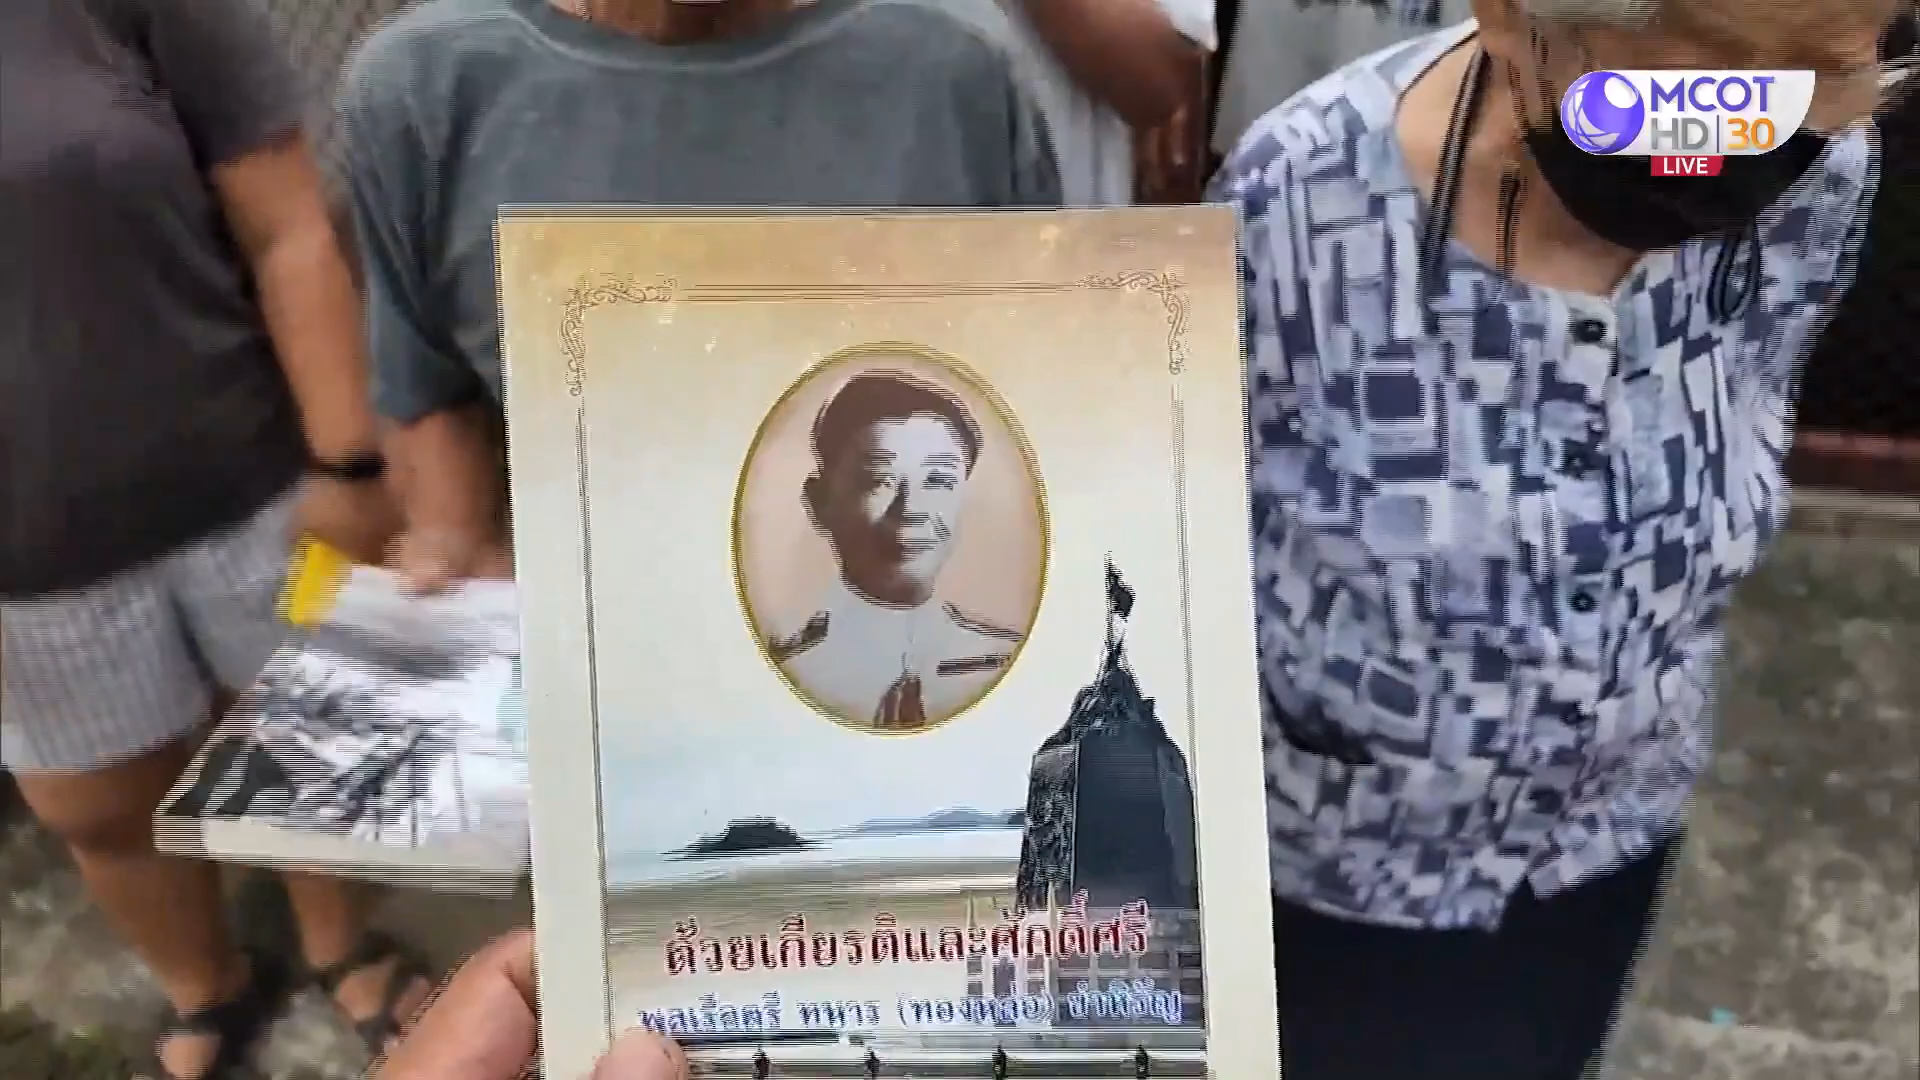 MCOT
HD 30
LIVE
ด้วยเกียรติและศักดิ์ศรี
พลเรือตรี ทหาร (ทองหล่อ) ขำหิรัญ